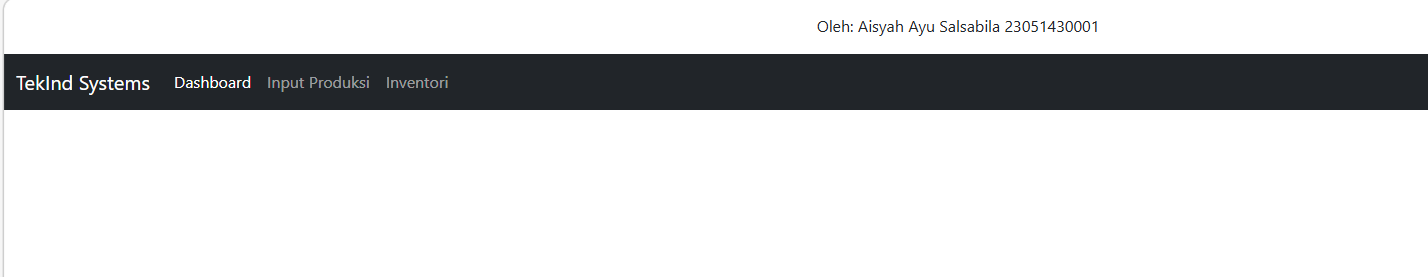 Oleh: Aisyah Ayu Salsabila 23051430001
TekInd Systems Dashboard Input Produksi Inventori